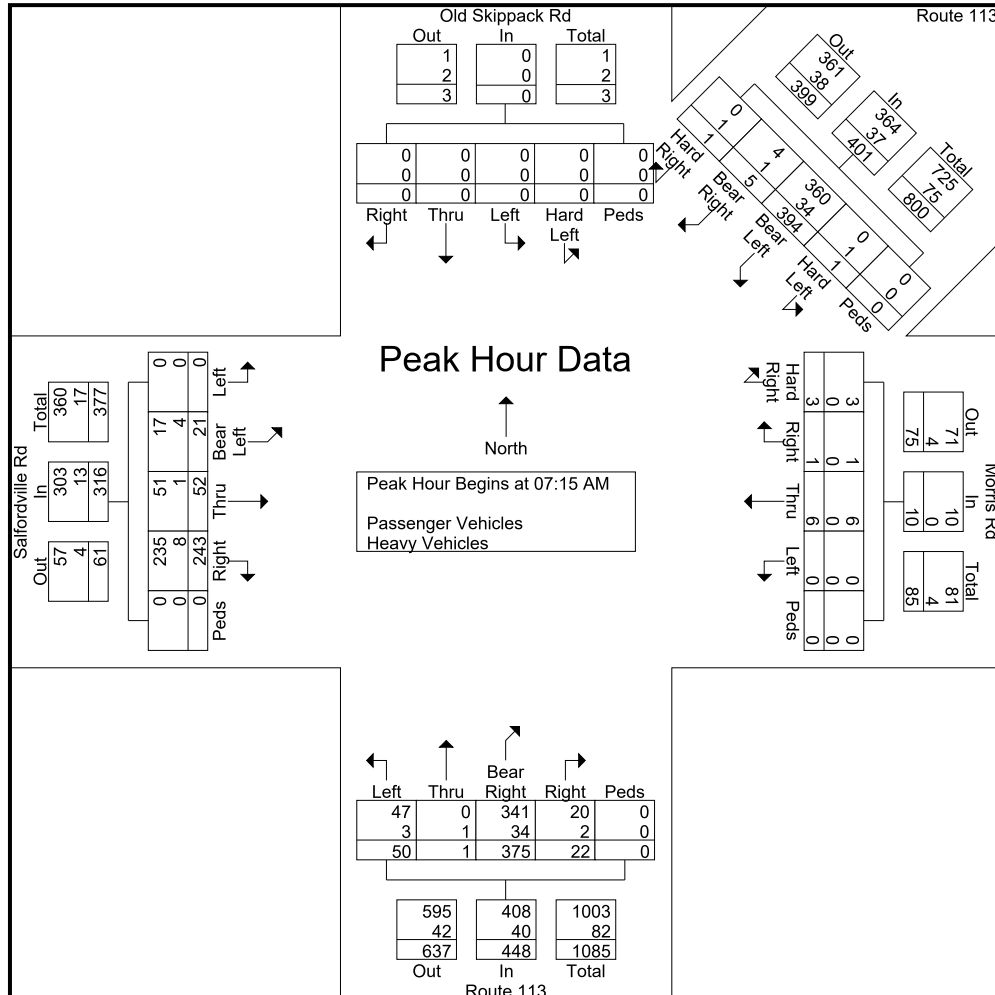 Old Skippack Rd
Out In Total
1 0 1
2 0 2
3 0 3
0 0 0 0 0
0 0 0 0 0
0 0 0 0 0
Right Thru Left Hard Left Peds
Route 113
Out In Total
361 364 725
38 37 75
399 401 800
0 4 360 0 0
1 1 34 1 0
1 5 394 1 0
Hard Right Bear Right Bear Left Hard Left Peds
Peak Hour Data
North
Peak Hour Begins at 07:15 AM
Passenger Vehicles
Heavy Vehicles
Salfordville Rd
Out In Total
57 303 360
4 13 17
61 316 377
0 17 51 235 0
0 4 1 8 0
0 21 52 243 0
Left Bear Left Thru Right Peds
Morris Rd
Out In Total
71 10 81
4 0 4
75 10 85
3 1 6 0 0
0 0 0 0 0
3 1 6 0 0
Hard Right Right Thru Left Peds
Left Thru Bear Right Right Peds
47 0 341 20 0
3 1 34 2 0
50 1 375 22 0
595 408 1003
42 40 82
637 448 1085
Out In Total
Route 113